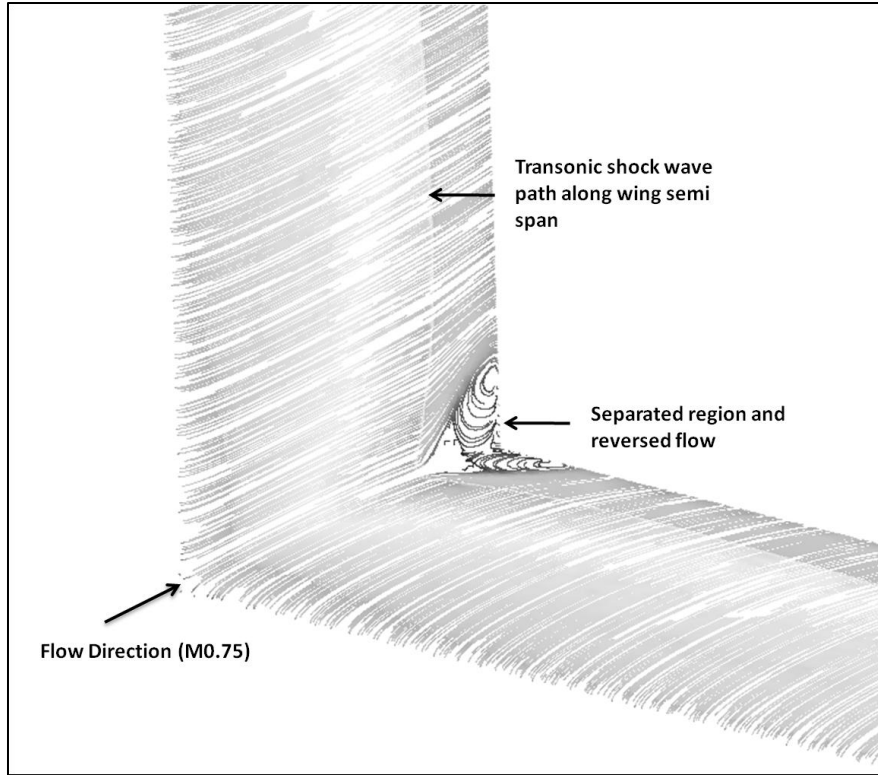 Transonic shock wave
path along wing semi
span
Separated region and
reversed flow
Flow Direction (M0.75)